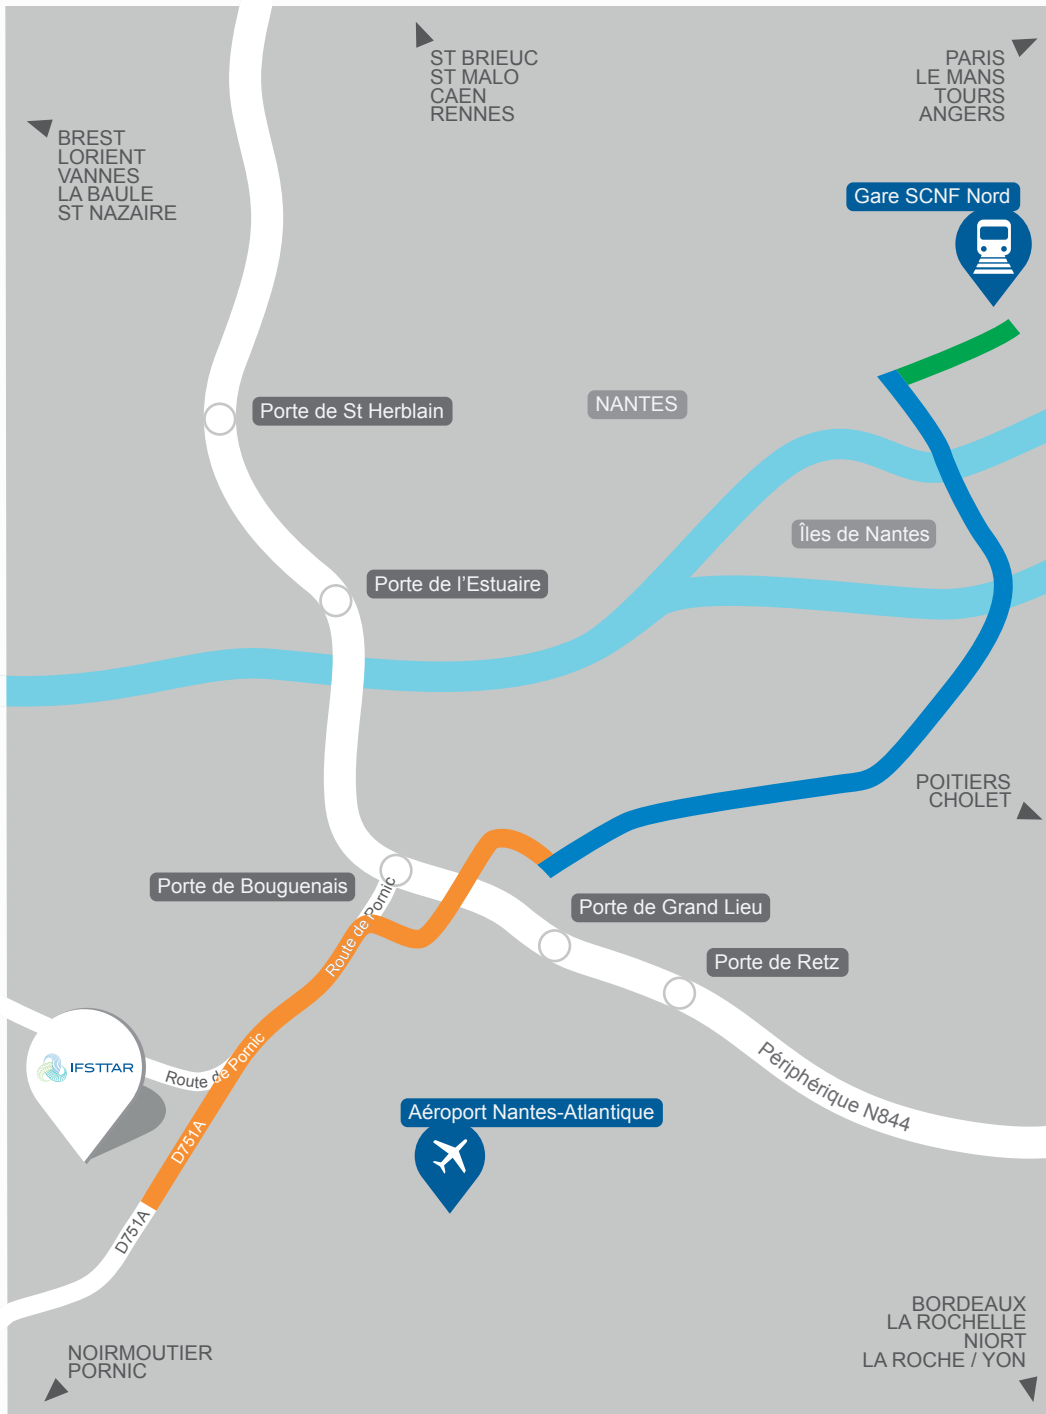 ST BRIEUC
ST MALO
CAEN
RENNES
PARIS
LE MANS
TOURS
ANGERS
BREST
LORIENT
VANNES
LA BAULE
ST NAZAIRE
Gare SCNF Nord
NANTES
Porte de St Herblain
Îles de Nantes
Porte de l'Estuaire
POITIERS
CHOLET
Porte de Bouguenais
Route de Pornic
Porte de Grand Lieu
Porte de Retz
IFSTTAR
Route de Pornic
Périphérique N844
Aéroport Nantes-Atlantique
D751A
D751A
BORDEAUX
LA ROCHELLE
NIORT
LA ROCHE / YON
NOIRMOUTIER
PORNIC